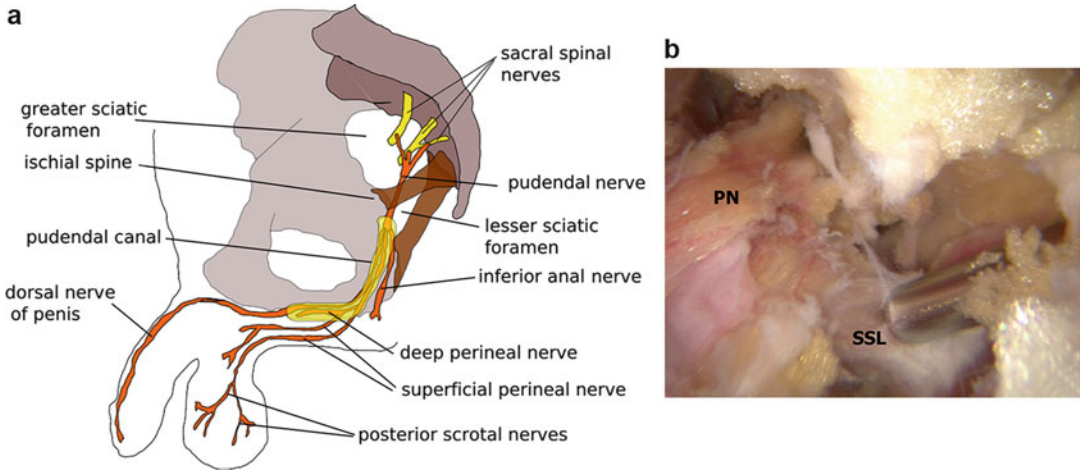 a
sacral spinal
nerves
greater sciatic
foramen
ischial spine
pudendal nerve
lesser sciatic
foramen
pudendal canal
inferior anal nerve
dorsal nerve
of penis
deep perineal nerve
superficial perineal nerve
posterior scrotal nerves
b
PN
SSL